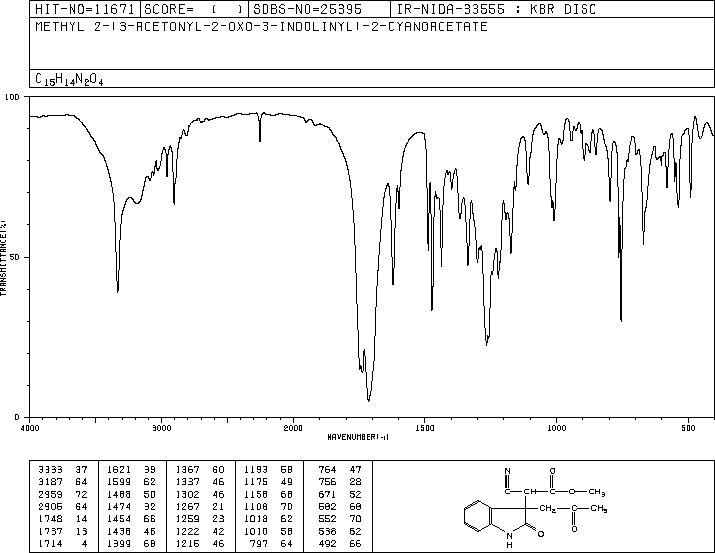 HIT-NO=11671 SCORE= ( ) SDBS-NO=25395 IR-NIDA-33555 : KBR DISC
METHYL 2-(3-ACETONYL-2-OXO-3-INDOLINYL)-2-CYANOACETATE
C15H14N2O4
100
50
0
TRANSMITTANCE(%)
4000 3000 2000 1500 1000 500
WAVENUMBER(-1)
3333 37 1621 39 1367 60 1193 58 764 47
3187 64 1599 62 1337 46 1175 49 756 28
2959 72 1488 50 1302 46 1158 68 671 52
2905 64 1474 32 1267 21 1108 70 582 68
1748 14 1454 66 1259 23 1018 62 552 70
1737 13 1438 46 1222 42 1010 58 538 62
1714 4 1399 68 1216 46 797 64 492 66
N O
C CH C O CH3
CH2 C CH3
N O O
H